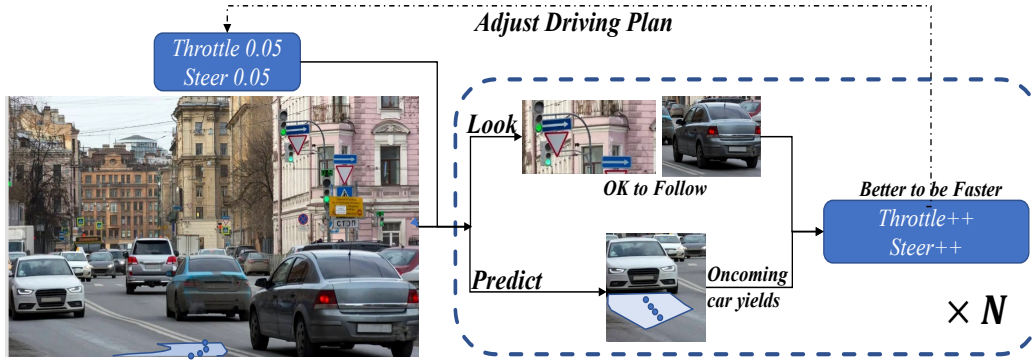 Adjust Driving Plan
Throttle 0.05
Steer 0.05
Look
OK to Follow
Better to be Faster
Throttle++
Steer++
Predict
Oncoming
car yields
× N
СТОП